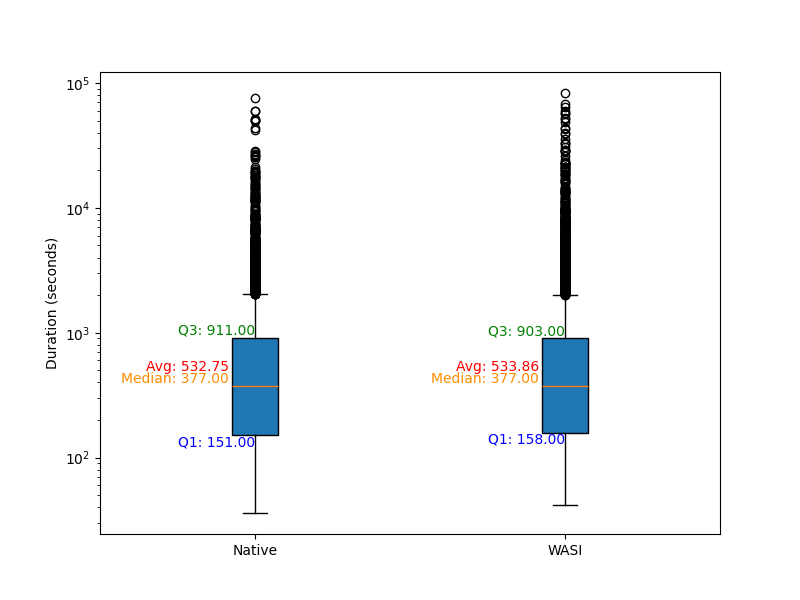 10^5
10^4
10^3
10^2
Duration (seconds)
Q3: 911.00
Avg: 532.75
Median: 377.00
Q1: 151.00
Q3: 903.00
Avg: 533.86
Median: 377.00
Q1: 158.00
Native
WASI